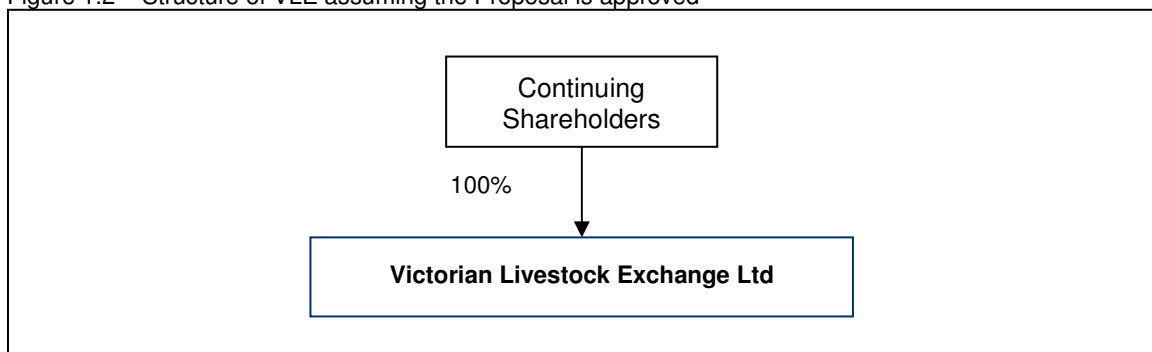 Figure 1.2 – Structure of VLE assuming the Proposal is approved
Continuing
Shareholders
100%
Victorian Livestock Exchange Ltd